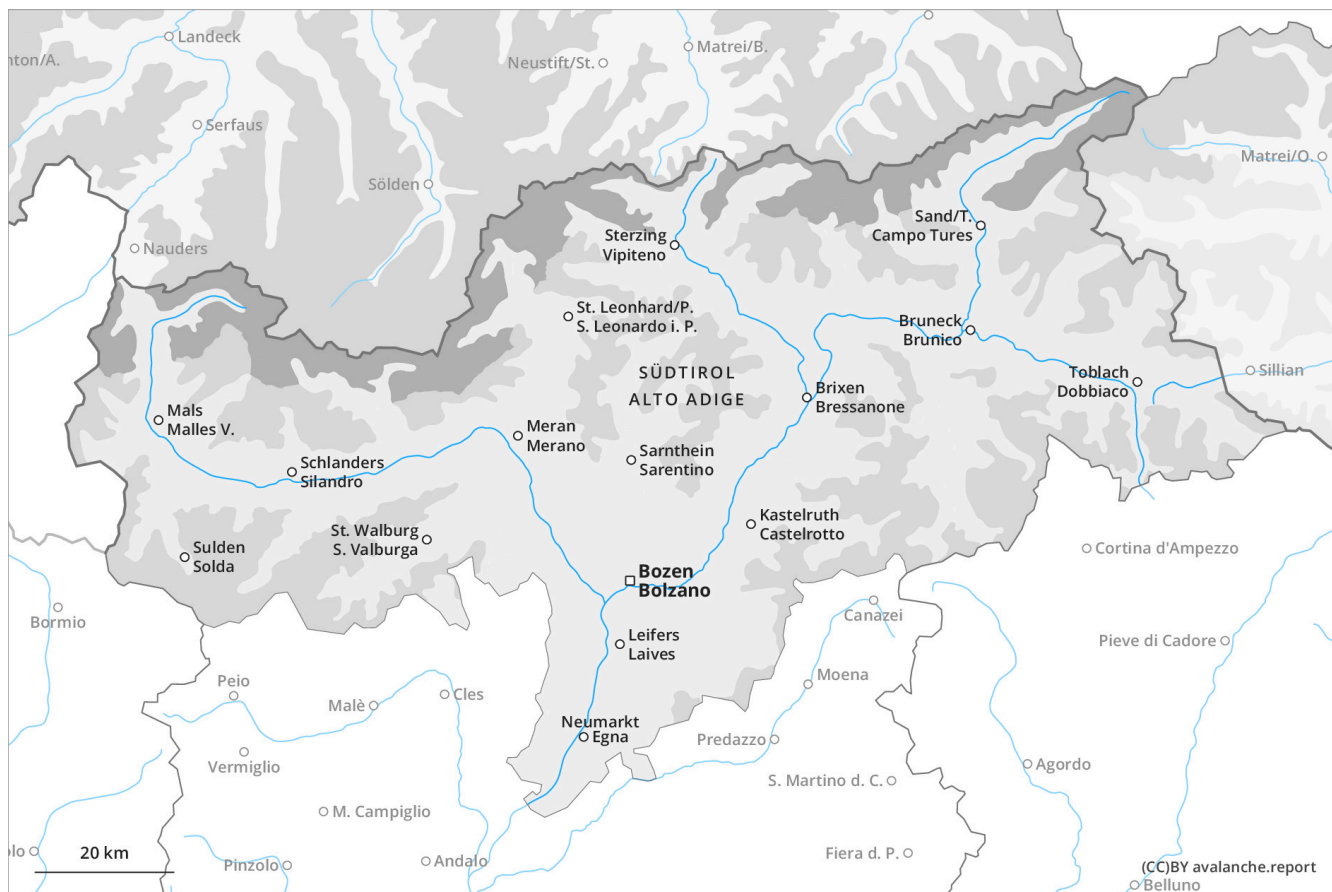 Landeck
nton/A.
Matrei/B.
Neustift/St.
Serfaus
Matrei/O.
Sölden
Sand/T.
Campo Tures
Sterzing
Vipiteno
Nauders
St. Leonhard/P.
S. Leonardo i. P.
Bruneck
Brunico
SÜDTIROL
ALTO ADIGE
Toblach
Dobbiaco
Sillian
Brixen
Bressanone
Mals
Malles V.
Meran
Merano
Sarnthein
Sarentino
Schlanders
Silandro
Kastelruth
Castelrotto
St. Walburg
S. Valburga
Sulden
Solda
Cortina d'Ampezzo
Bozen
Bolzano
Bormio
Canazei
Leifers
Laives
Pieve di Cadore
Peio
Moena
Malè
Cles
Neumarkt
Egna
Predazzo
Vermiglio
Agordo
S. Martino d. C.
M. Campiglio
20 km
olo
Pinzolo
Andalo
Fiera d. P.
(CC)BY avalanche.report
Belluno